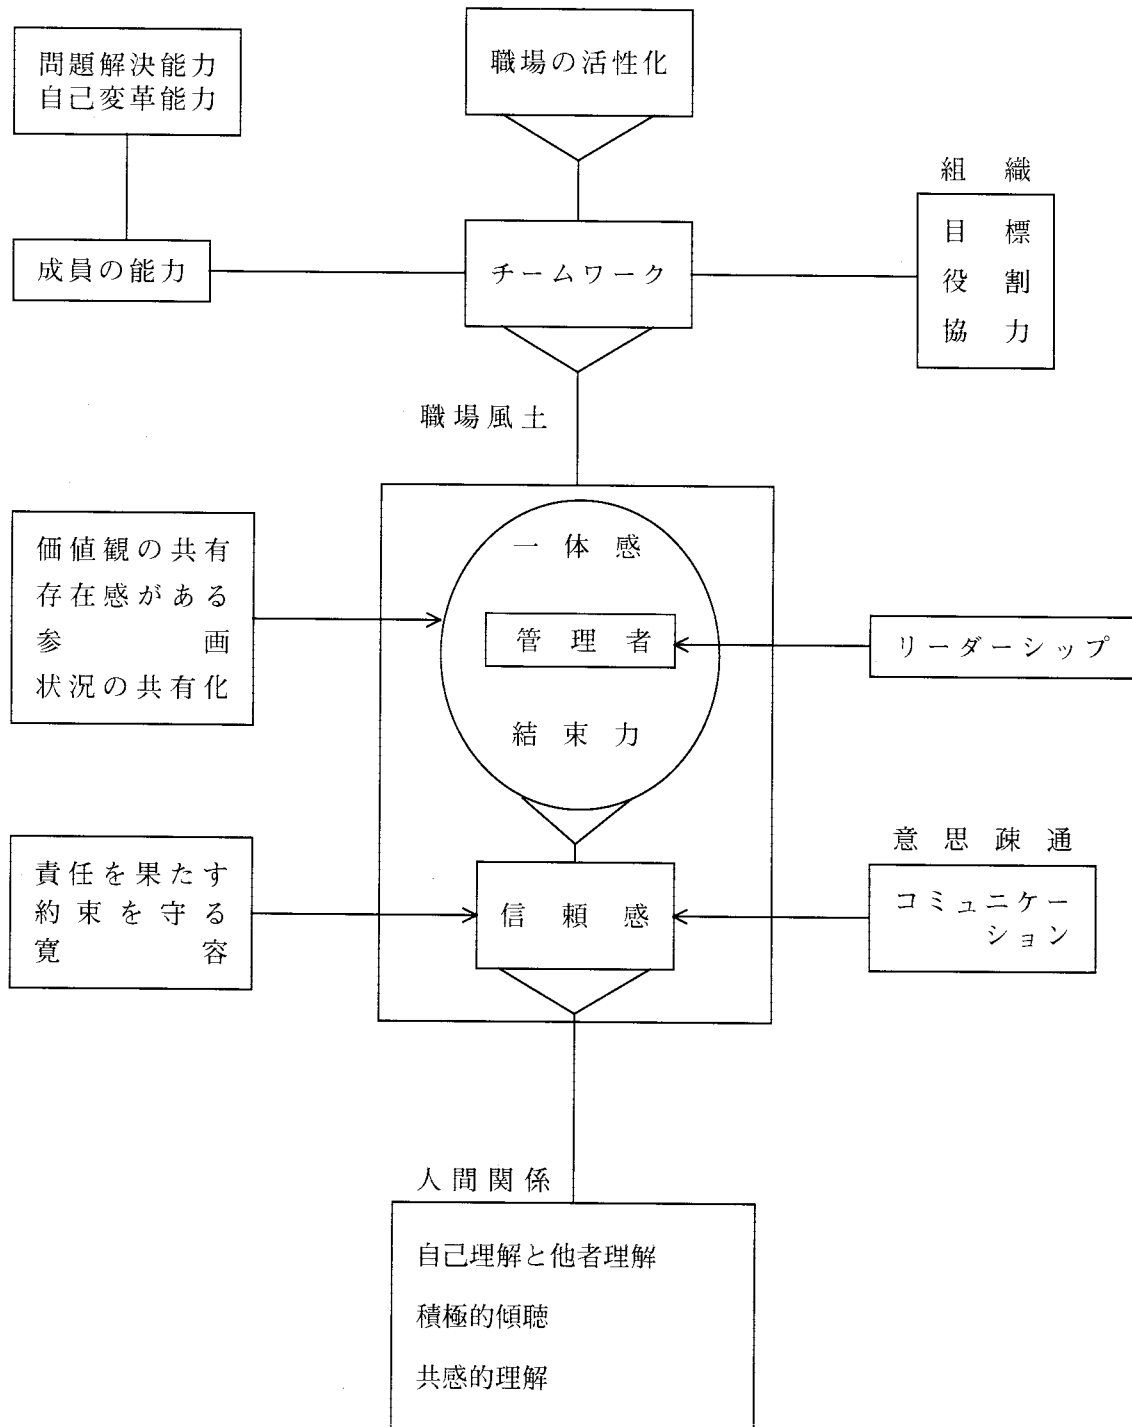 問題解決能力
自己変革能力
職場の活性化
組織
目標
役割
協力
成員の能力
チームワーク
職場風土
価値観の共有
存在感がある
参画
状況の共有化
一体感
管理者
結束力
リーダーシップ
責任を果たす
約束を守る
寛容
信頼感
意思疎通
コミュニケー
ション
人間関係
自己理解と他者理解
積極的傾聴
共感的理解